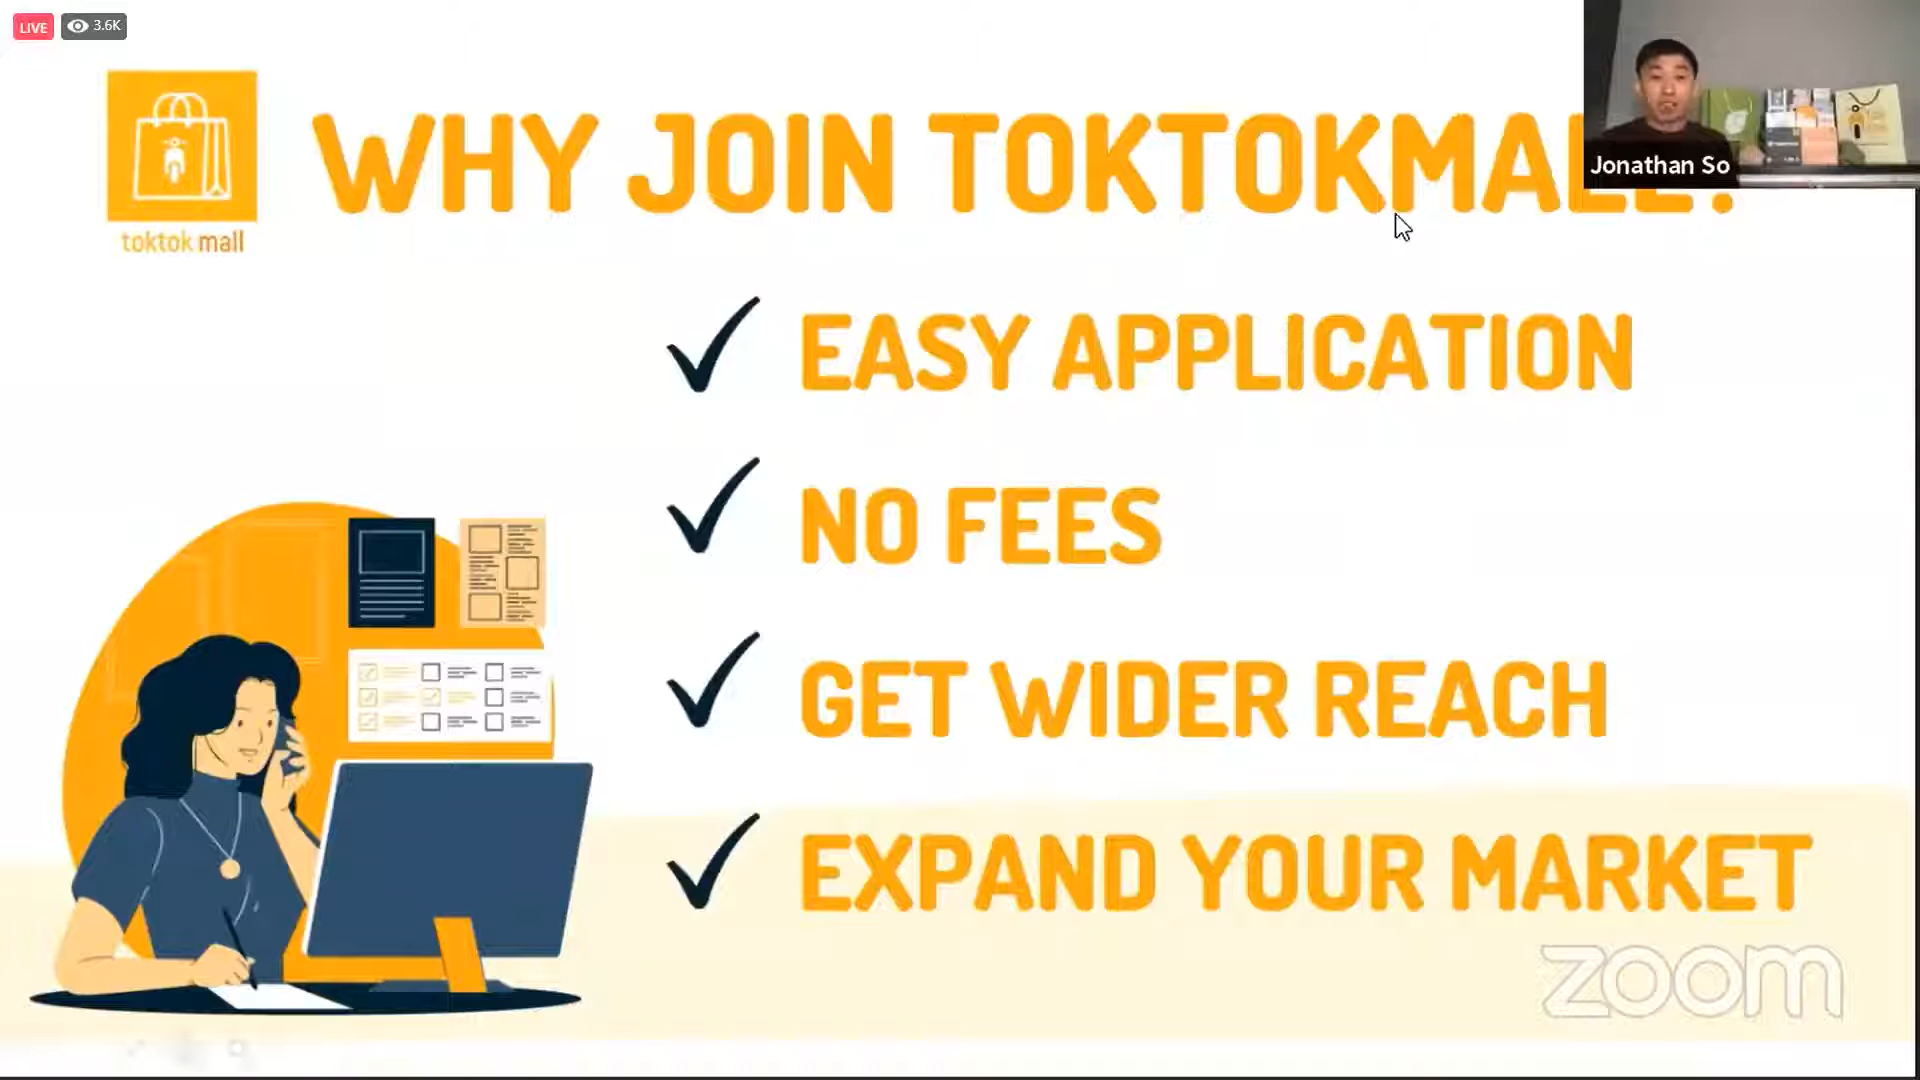 LIVE
3.6K
WHY JOIN TOKTOKMALL?
Jonathan So
toktok mall
EASY APPLICATION
NO FEES
GET WIDER REACH
EXPAND YOUR MARKET
zoom